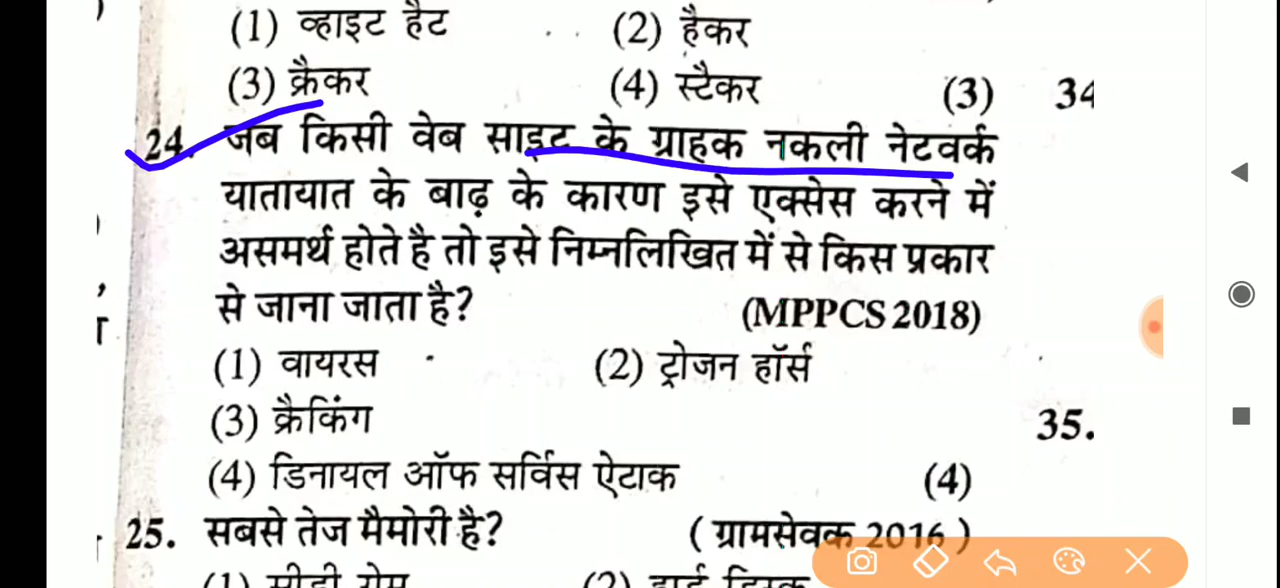 (1) व्हाइट हैट (2) हैकर
(3) क्रैकर (4) स्टैकर (3) 34
24. जब किसी वेब साइट के ग्राहक नकली नेटवर्क
यातायात के बाढ़ के कारण इसे एक्सेस करने में
असमर्थ होते है तो इसे निम्नलिखित में से किस प्रकार
से जाना जाता है? (MPPCS 2018)
(1) वायरस (2) ट्रोजन हॉर्स
(3) क्रैकिंग 35.
(4) डिनायल ऑफ सर्विस ऐटाक (4)
25. सबसे तेज मैमोरी है? (ग्रामसेवक 2016)